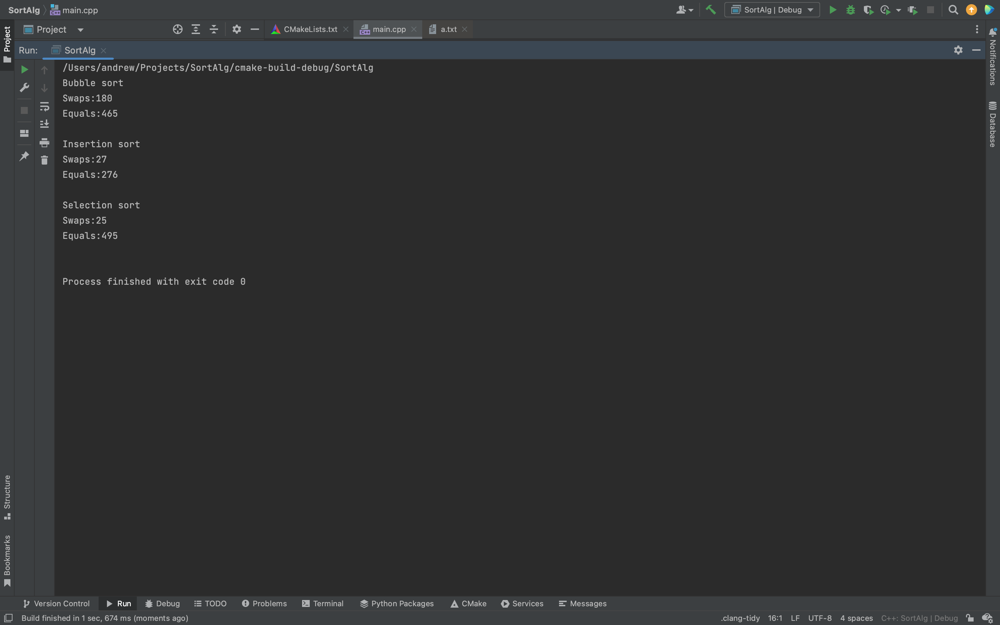 SortAlg main.cpp SortAlg | Debug
Project CMakeLists.txt main.cpp a.txt
Run: SortAlg
/Users/andrew/Projects/SortAlg/cmake-build-debug/SortAlg
Bubble sort
Swaps:180
Equals:465
Insertion sort
Swaps:27
Equals:276
Selection sort
Swaps:25
Equals:495
Process finished with exit code 0
Project
Structure
Bookmarks
Notifications
Database
Version Control Run Debug TODO Problems Terminal Python Packages CMake Services Messages
Build finished in 1 sec, 674 ms (moments ago) .clang-tidy 16:1 LF UTF-8 4 spaces C++: SortAlg | Debug